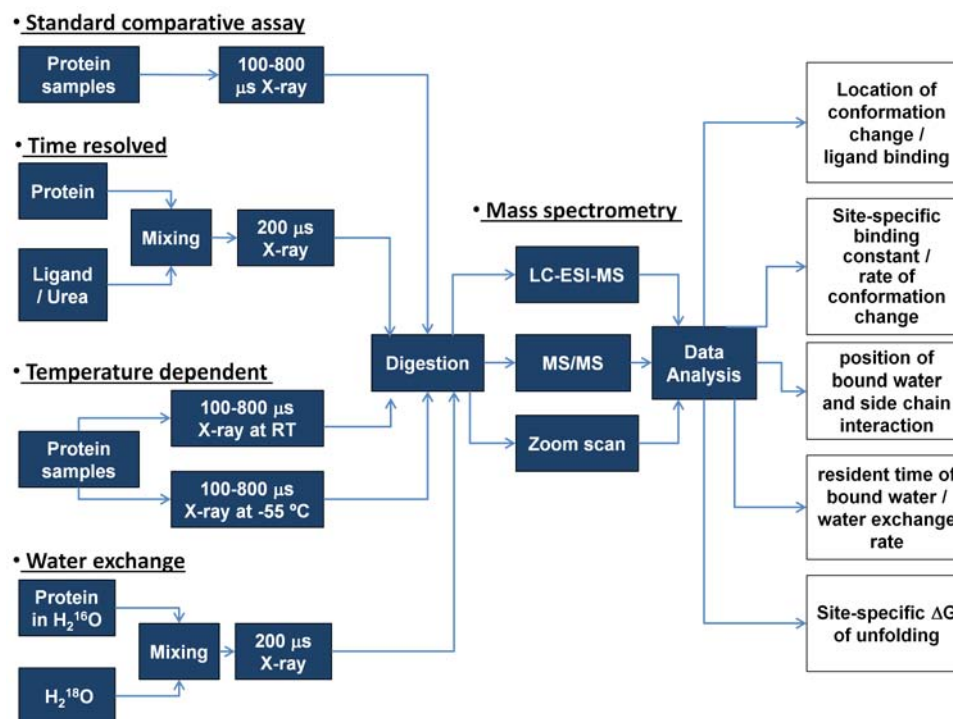 • Standard comparative assay
Protein
samples
100-800
μs X-ray
• Time resolved
Protein
Ligand
/ Urea
Mixing
200 μs
X-ray
• Temperature dependent
Protein
samples
100-800 μs
X-ray at RT
100-800 μs
X-ray at -55 ºC
• Water exchange
Protein
in H₂¹⁶O
H₂¹⁸O
Mixing
200 μs
X-ray
Digestion
• Mass spectrometry
LC-ESI-MS
MS/MS
Zoom scan
Data
Analysis
Location of
conformation
change /
ligand binding
Site-specific
binding
constant /
rate of
conformation
change
position of
bound water
and side chain
interaction
resident time of
bound water /
water exchange
rate
Site-specific ΔG
of unfolding